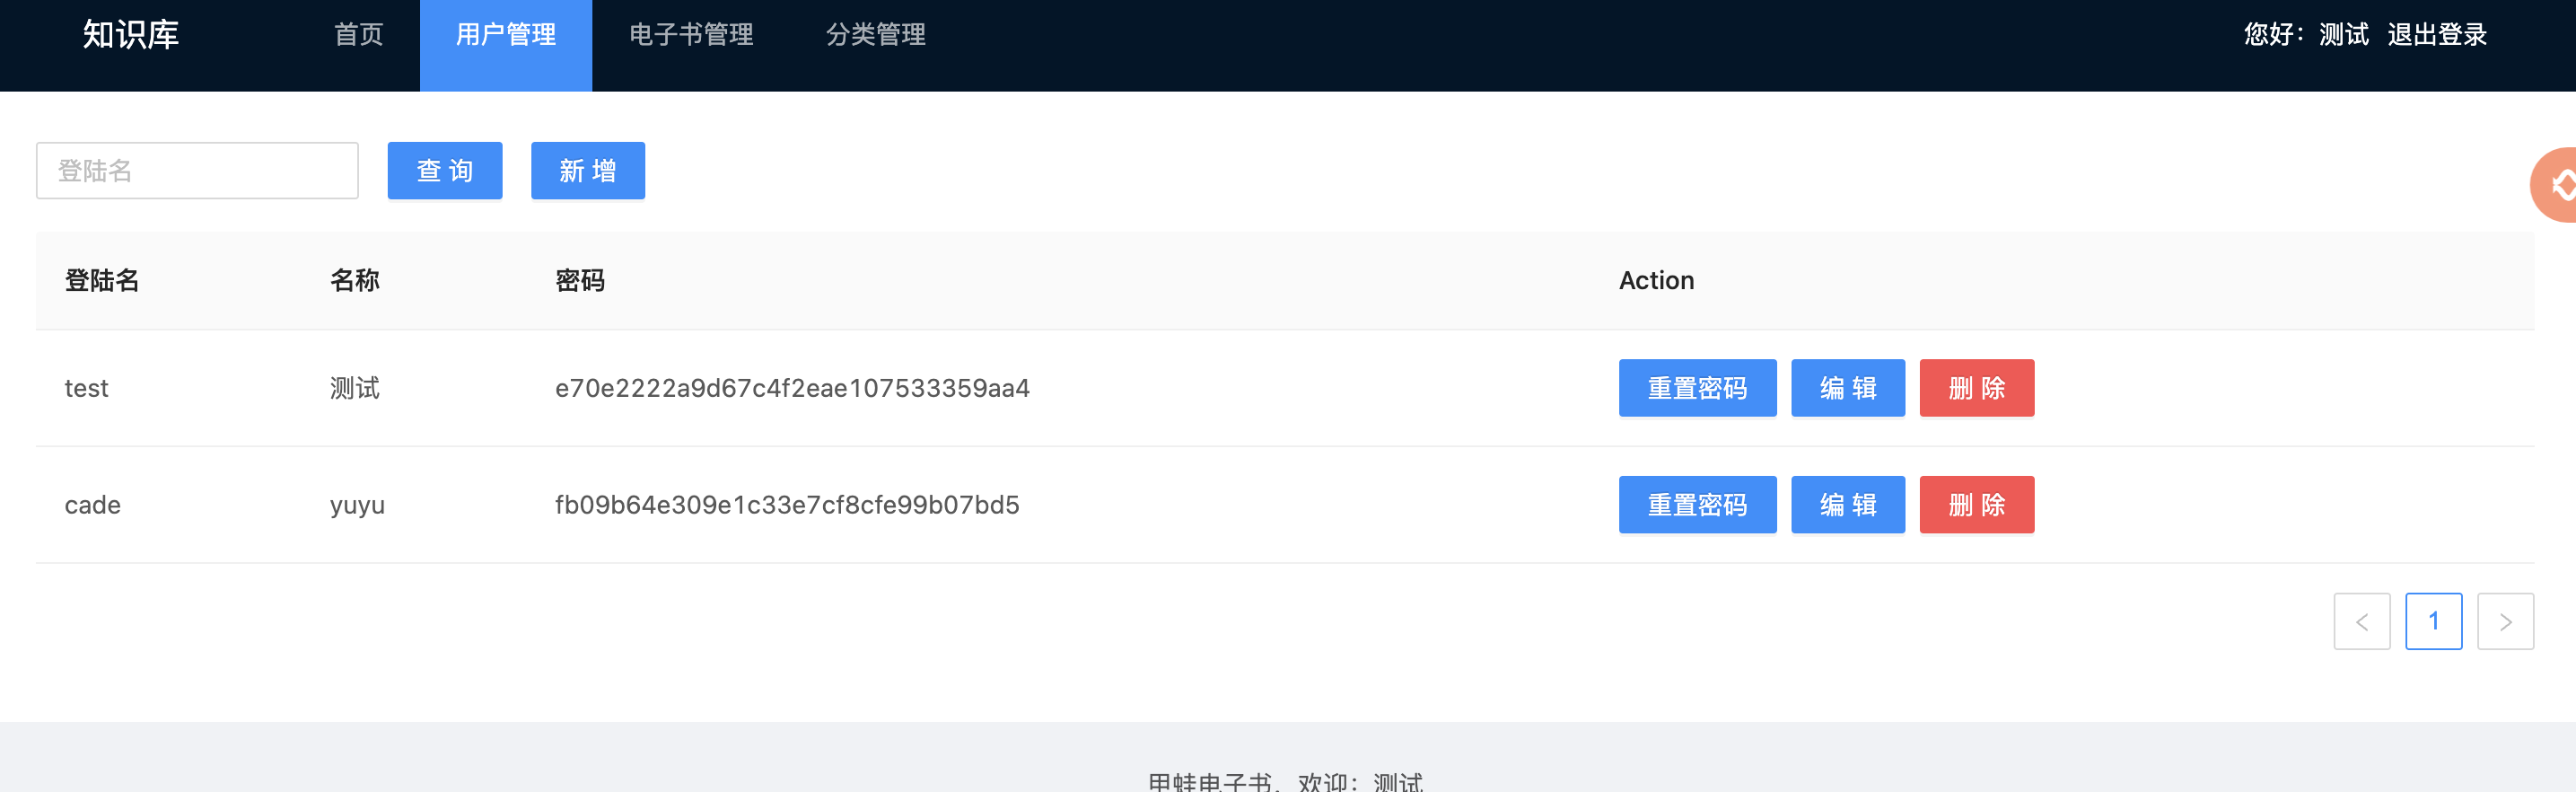 知识库 首页 用户管理 电子书管理 分类管理 您好：测试 退出登录
登陆名 查 询 新 增
登陆名 名称 密码 Action
test 测试 e70e2222a9d67c4f2eae107533359aa4 重置密码 编 辑 删 除
cade yuyu fb09b64e309e1c33e7cf8cfe99b07bd5 重置密码 编 辑 删 除
< 1 >
甲蛙电子书，欢迎：测试